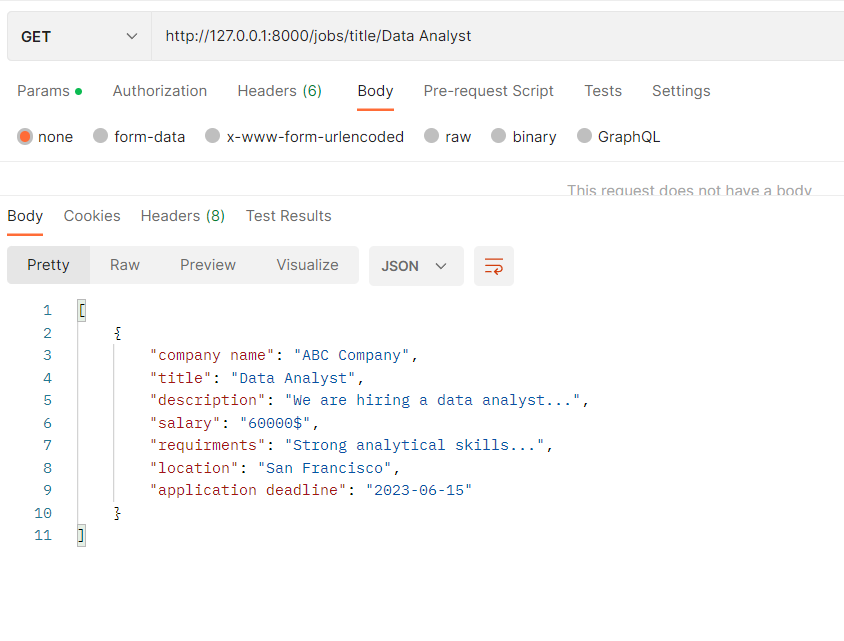 GET http://127.0.0.1:8000/jobs/title/Data Analyst
Params Authorization Headers (6) Body Pre-request Script Tests Settings
none form-data x-www-form-urlencoded raw binary GraphQL
This request does not have a body
Body Cookies Headers (8) Test Results
Pretty Raw Preview Visualize JSON
1 [
2 {
3 "company name": "ABC Company",
4 "title": "Data Analyst",
5 "description": "We are hiring a data analyst...",
6 "salary": "60000$",
7 "requirments": "Strong analytical skills...",
8 "location": "San Francisco",
9 "application deadline": "2023-06-15"
10 }
11 ]